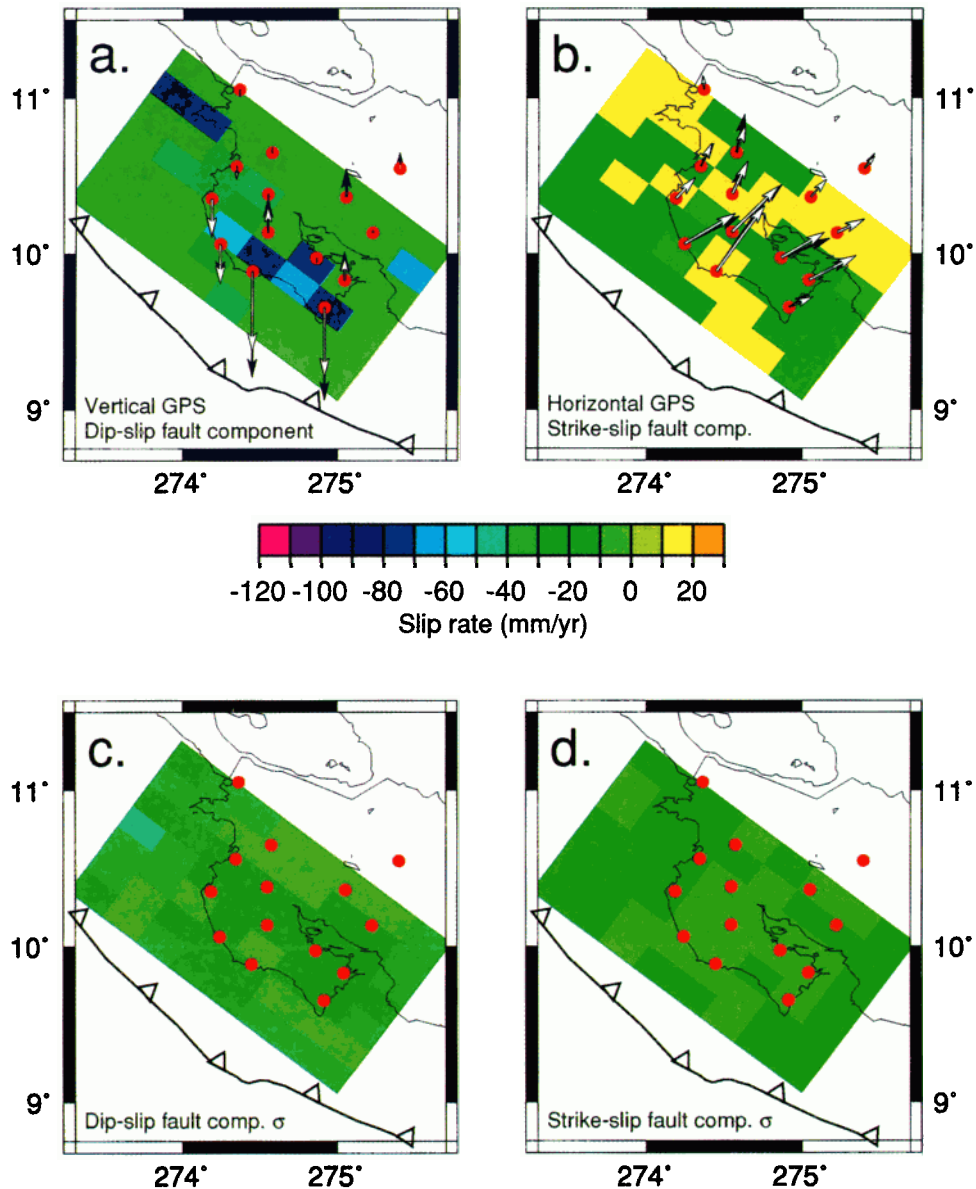 a.
b.
11°
11°
10°
10°
9°
9°
Vertical GPS
Dip-slip fault component
Horizontal GPS
Strike-slip fault comp.
274°
275°
274°
275°
-120 -100 -80 -60 -40 -20 0 20
Slip rate (mm/yr)
c.
d.
11°
11°
10°
10°
9°
9°
Dip-slip fault comp. σ
Strike-slip fault comp. σ
274°
275°
274°
275°